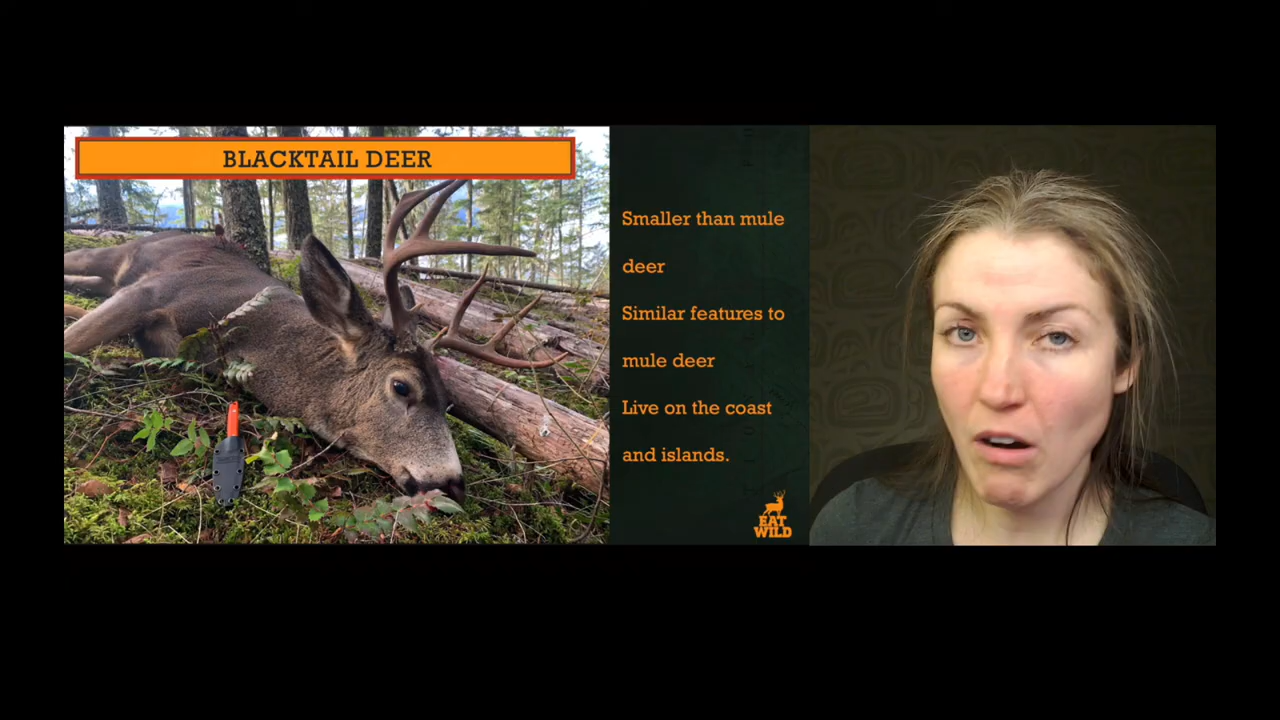 BLACKTAIL DEER
Smaller than mule
deer
Similar features to
mule deer
Live on the coast
and islands.
EAT
WILD